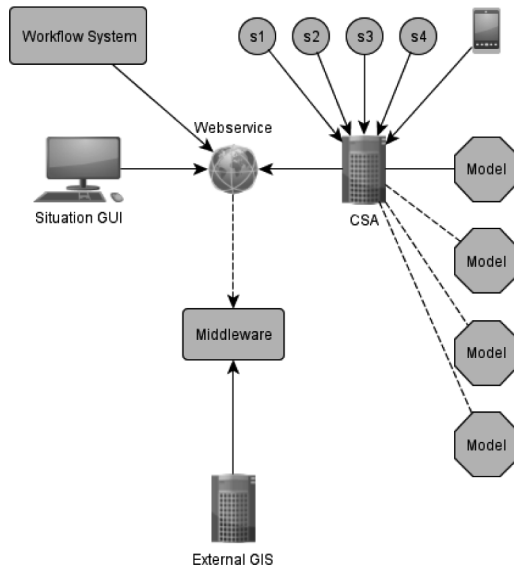 Workflow System
s1
s2
s3
s4
Webservice
Situation GUI
CSA
Model
Model
Middleware
Model
Model
External GIS